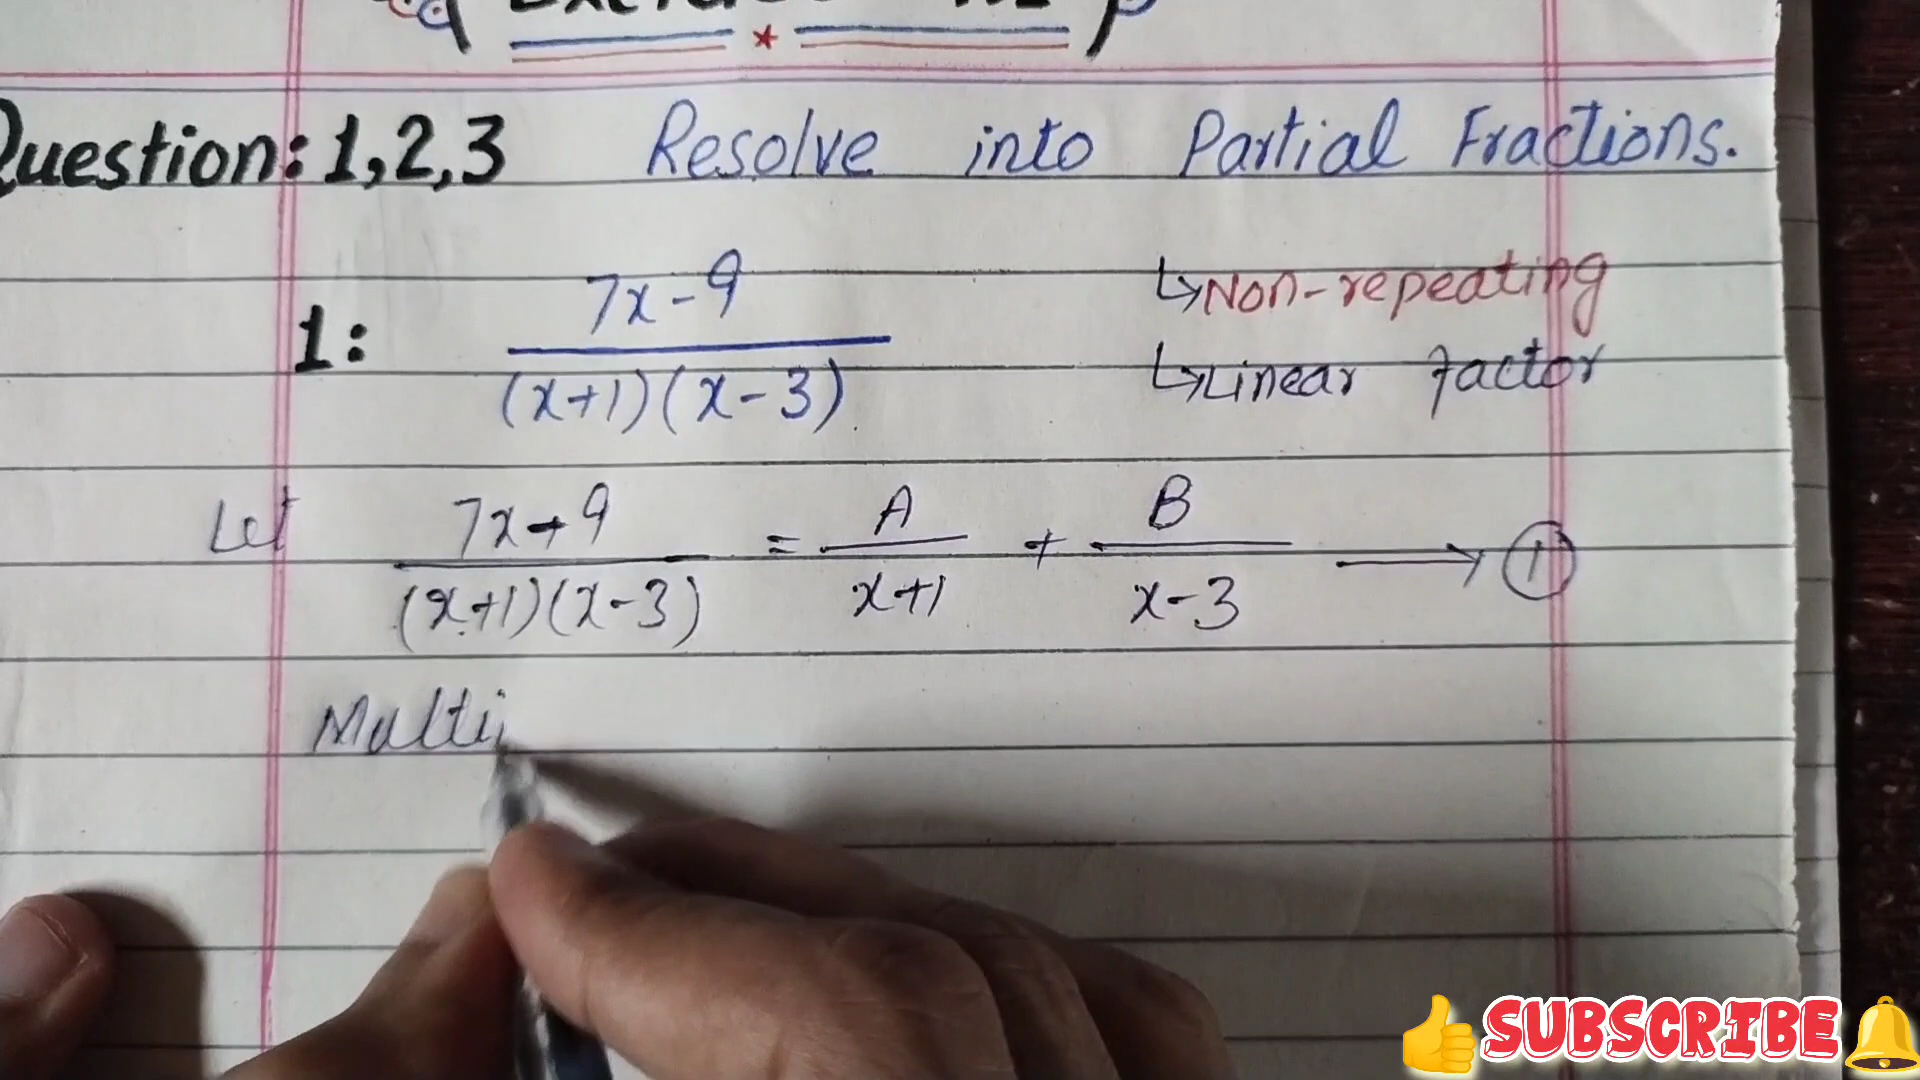 Question: 1,2,3 Resolve into Partial Fractions.
7x-9
↳Non-repeating
1:
(x+1)(x-3)
↳Linear factor
Let 7x+9 = A + B → ①
(x+1)(x-3) x+1 x-3
Multi
SUBSCRIBE